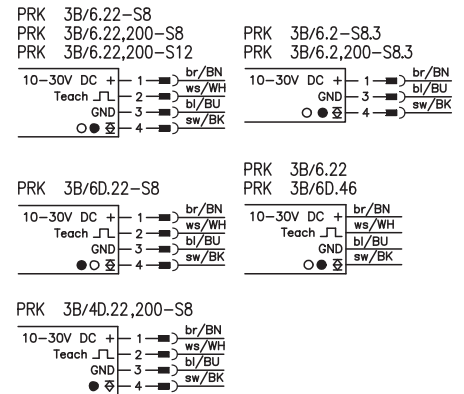 PRK 3B/6.22-S8
PRK 3B/6.22,200-S8
PRK 3B/6.22,200-S12
10-30V DC + 1 br/BN
Teach 2 ws/WH
GND 3 bl/BU
4 sw/BK
PRK 3B/6.2-S8.3
PRK 3B/6.2,200-S8.3
10-30V DC + 1 br/BN
GND 3 bl/BU
4 sw/BK
PRK 3B/6D.22-S8
10-30V DC + 1 br/BN
Teach 2 ws/WH
GND 3 bl/BU
4 sw/BK
PRK 3B/6.22
PRK 3B/6D.46
10-30V DC + br/BN
Teach ws/WH
GND bl/BU
sw/BK
PRK 3B/4D.22,200-S8
10-30V DC + 1 br/BN
Teach 2 ws/WH
GND 3 bl/BU
4 sw/BK